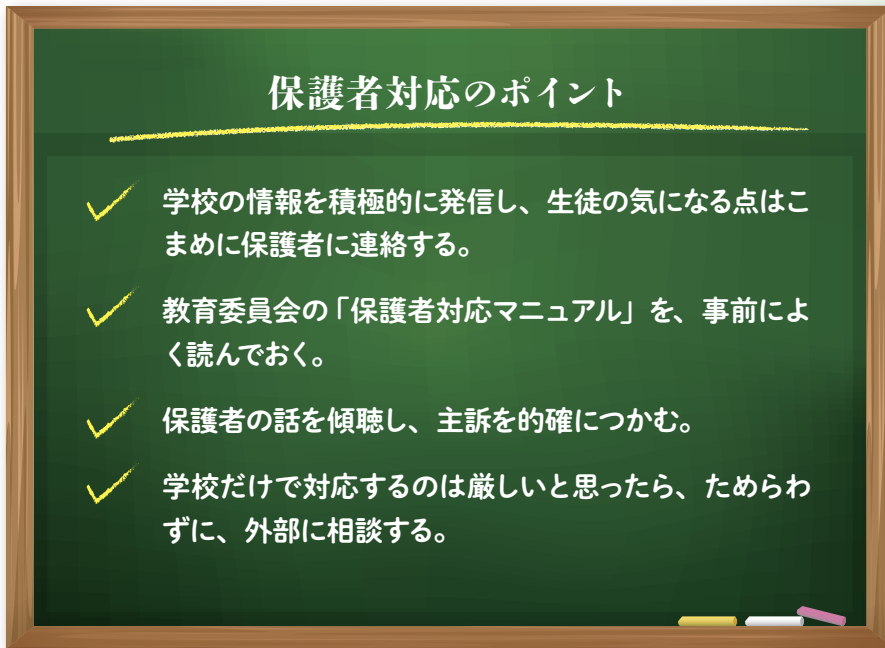 保護者対応のポイント
学校の情報を積極的に発信し、生徒の気になる点はこ
まめに保護者に連絡する。
教育委員会の「保護者対応マニュアル」を、事前によ
く読んでおく。
保護者の話を傾聴し、主訴を的確につかむ。
学校だけで対応するのは厳しいと思ったら、ためらわ
ずに、外部に相談する。